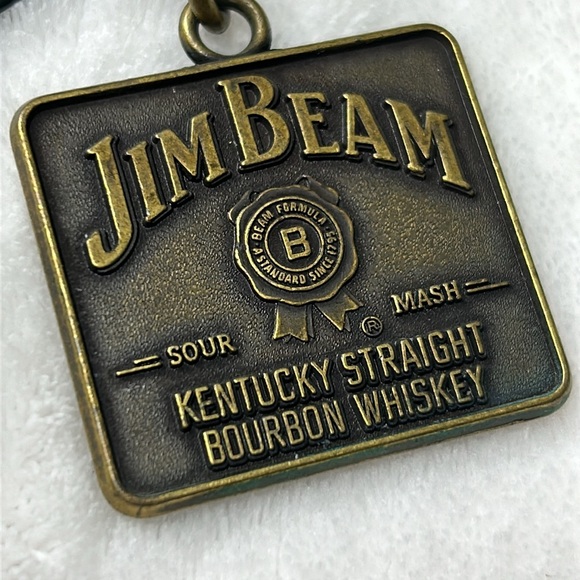 JIM BEAM
BEAM FORMULA
B
A STANDARD SINCE 1795
SOUR MASH
®
KENTUCKY STRAIGHT
BOURBON WHISKEY